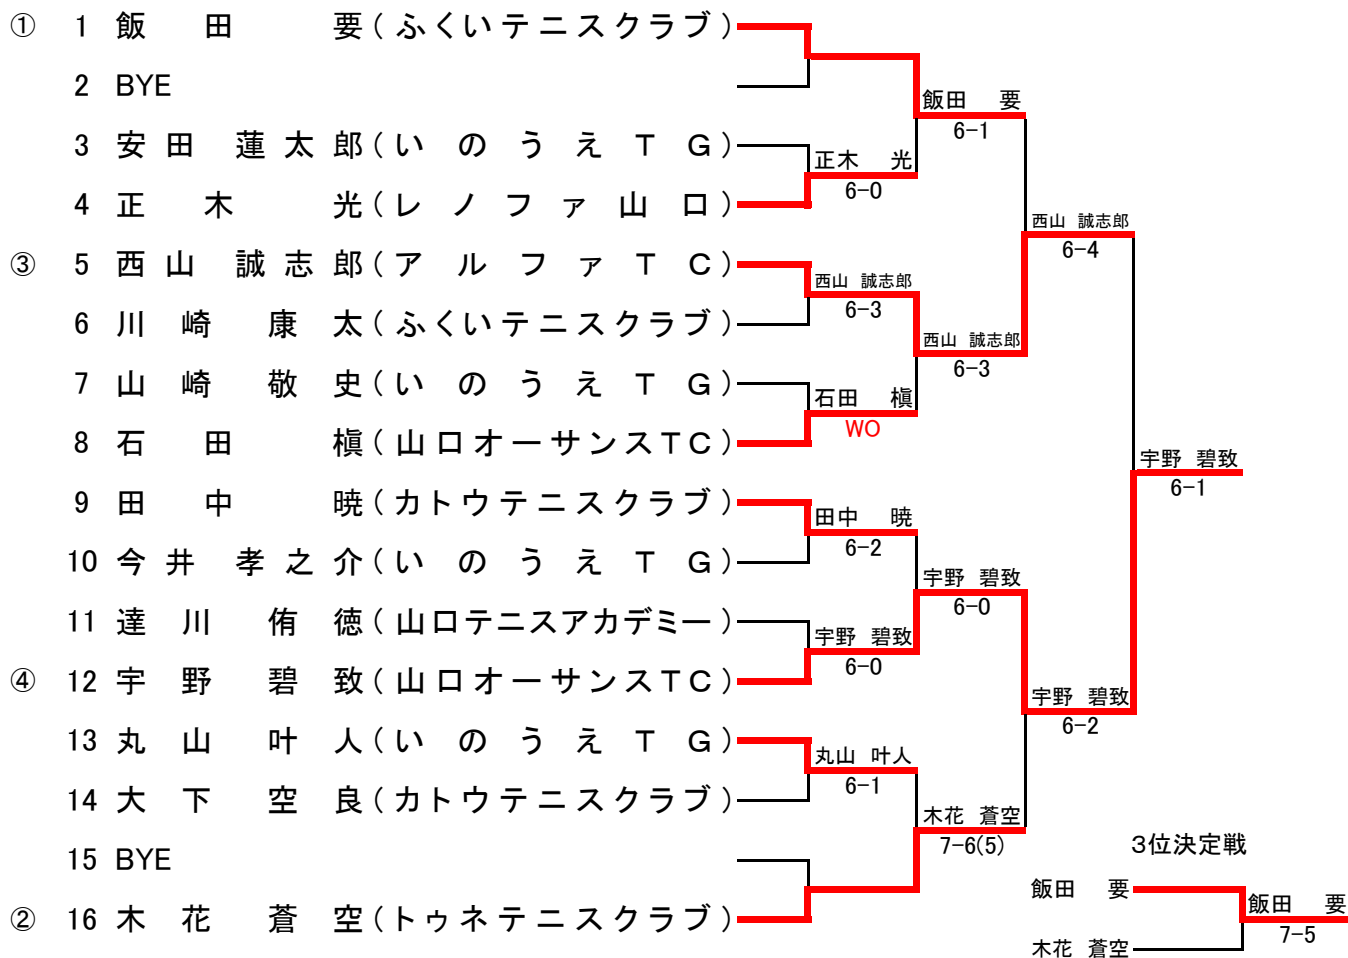 ① 1 飯田 要(ふくいテニスクラブ)
2 BYE
飯田 要
6-1
3 安田 蓮太郎(いのうえTG)
正木 光
6-0
4 正木 光(レノファ山口)
西山 誠志郎
6-4
③ 5 西山 誠志郎(アルファTC)
西山 誠志郎
6-3
6 川崎 康太(ふくいテニスクラブ)
西山 誠志郎
6-3
7 山崎 敬史(いのうえTG)
石田 槇
WO
8 石田 槇(山口オーサンスTC)
宇野 碧致
6-1
9 田中 暁(カトウテニスクラブ)
田中 暁
6-2
10 今井 孝之介(いのうえTG)
宇野 碧致
6-0
11 達川 侑徳(山口テニスアカデミー)
宇野 碧致
6-0
④ 12 宇野 碧致(山口オーサンスTC)
宇野 碧致
6-2
13 丸山 叶人(いのうえTG)
丸山 叶人
6-1
14 大下 空良(カトウテニスクラブ)
木花 蒼空
7-6(5)
15 BYE
② 16 木花 蒼空(トゥネテニスクラブ)
3位決定戦
飯田 要
飯田 要
7-5
木花 蒼空